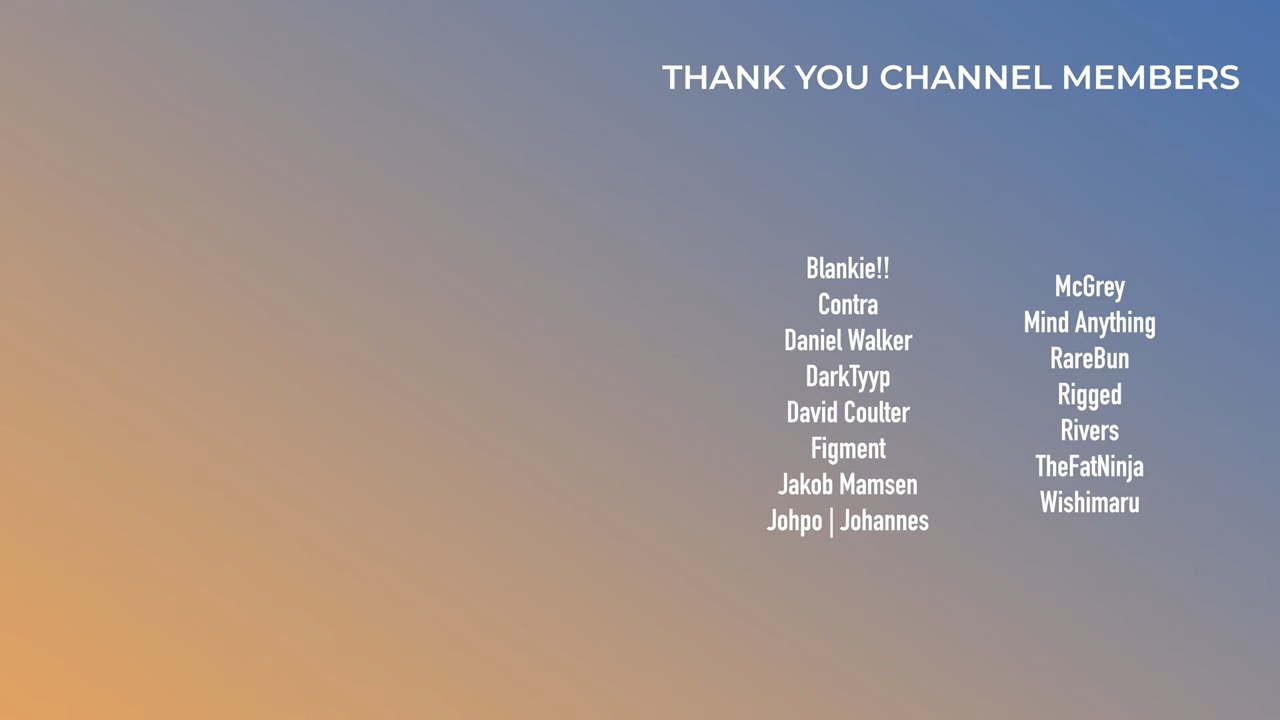 THANK YOU CHANNEL MEMBERS
Blankie!!
Contra
Daniel Walker
DarkTyyp
David Coulter
Figment
Jakob Mamsen
Johpo | Johannes
McGrey
Mind Anything
RareBun
Rigged
Rivers
TheFatNinja
Wishimaru